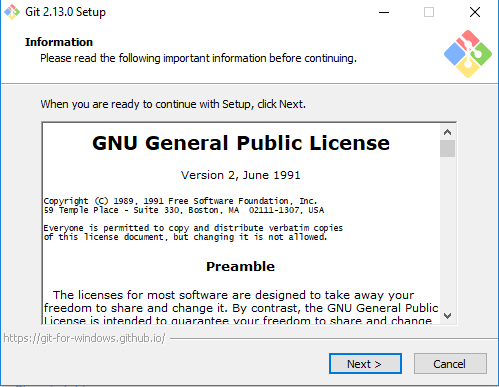 Git 2.13.0 Setup
Information
Please read the following important information before continuing.
When you are ready to continue with Setup, click Next.
GNU General Public License
Version 2, June 1991
Copyright (C) 1989, 1991 Free Software Foundation, Inc.
59 Temple Place - Suite 330, Boston, MA  02111-1307, USA
Everyone is permitted to copy and distribute verbatim copies
of this license document, but changing it is not allowed.
Preamble
The licenses for most software are designed to take away your
freedom to share and change it. By contrast, the GNU General Public
License is intended to guarantee your freedom to share and change
https://git-for-windows.github.io/
Next >
Cancel